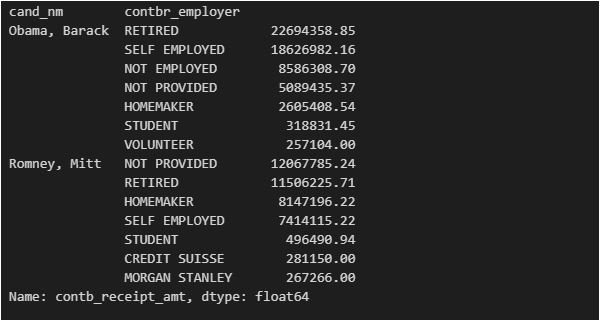 cand_nm        contbr_employer
Obama, Barack  RETIRED            22694358.85
               SELF EMPLOYED      18626982.16
               NOT EMPLOYED        8586308.70
               NOT PROVIDED        5089435.37
               HOMEMAKER           2605408.54
               STUDENT              318831.45
               VOLUNTEER            257104.00
Romney, Mitt   NOT PROVIDED       12067785.24
               RETIRED            11506225.71
               HOMEMAKER           8147196.22
               SELF EMPLOYED       7414115.22
               STUDENT              496490.94
               CREDIT SUISSE        281150.00
               MORGAN STANLEY       267266.00
Name: contb_receipt_amt, dtype: float64